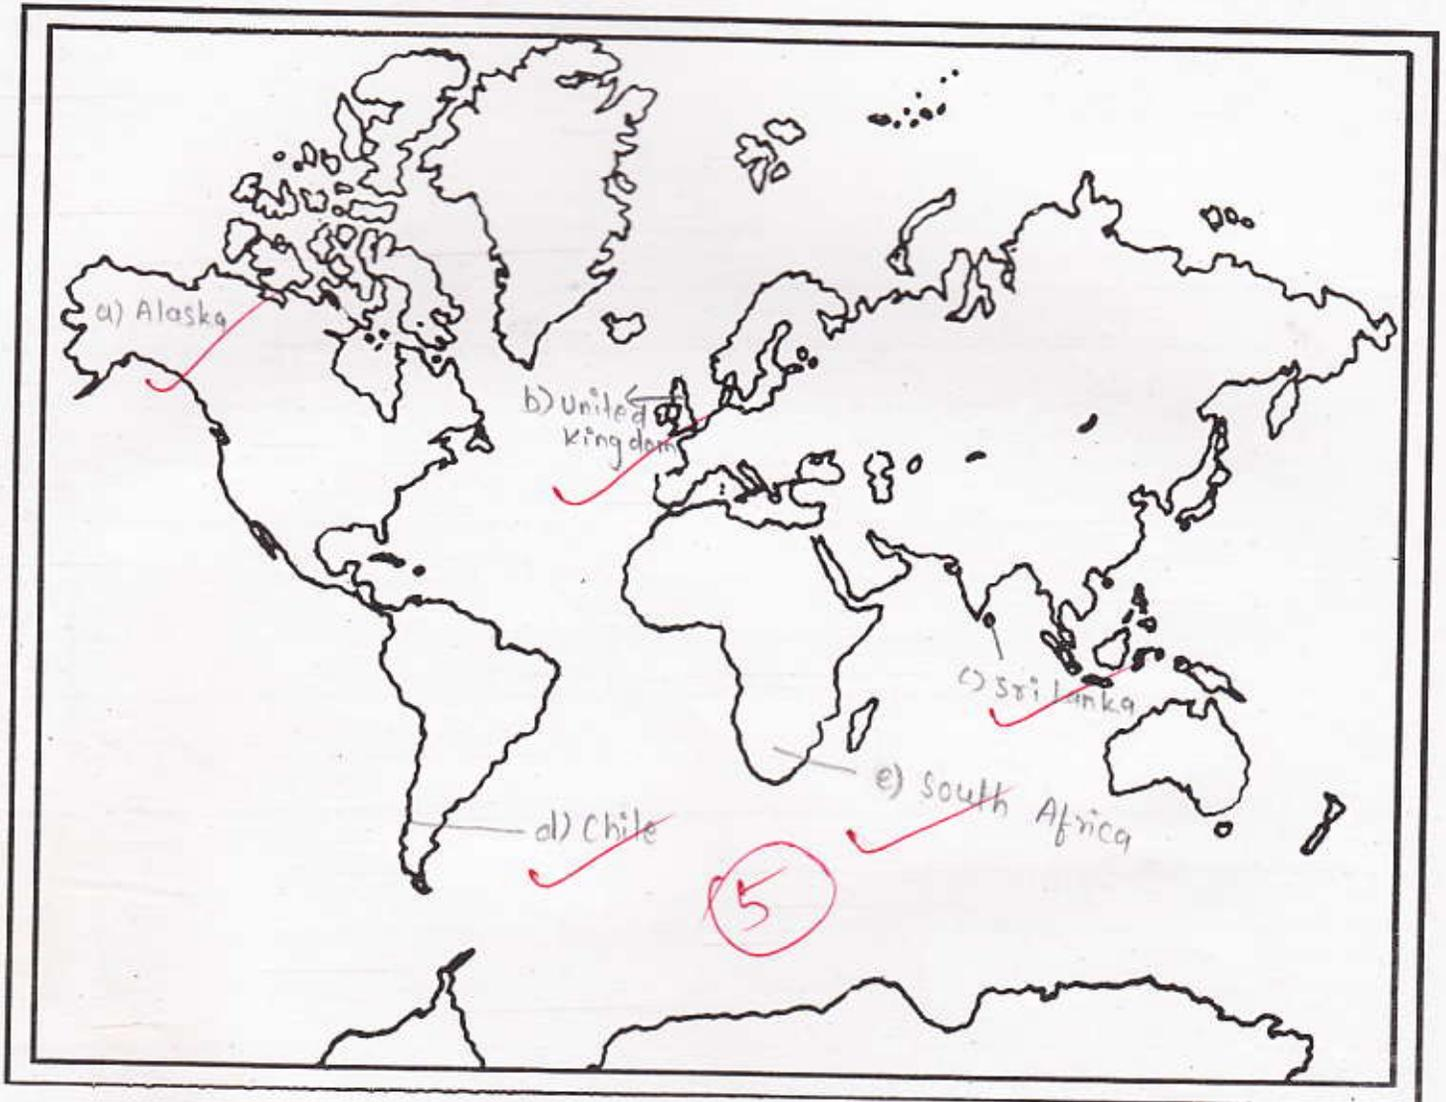 a) Alaska
b) United
kingdom
c) Sri lanka
e) South Africa
d) Chile
5